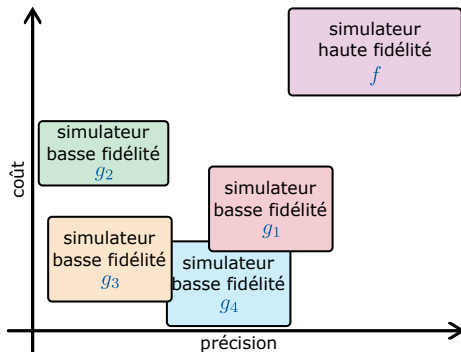 simulateur
haute fidélité
f
simulateur
basse fidélité
g2
simulateur
basse fidélité
g1
simulateur
basse fidélité
g3
simulateur
basse fidélité
g4
coût
précision